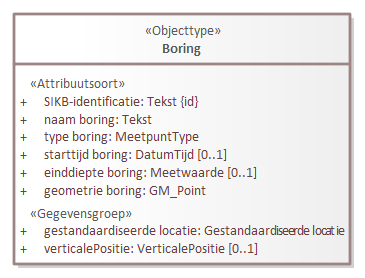 «Objecttype»
Boring
«Attribuutsoort»
+ SIKB-identificatie: Tekst {id}
+ naam boring: Tekst
+ type boring: MeetpuntType
+ starttijd boring: DatumTijd [0..1]
+ einddiepte boring: Meetwaarde [0..1]
+ geometrie boring: GM_Point
«Gegevensgroep»
+ gestandaardiseerde locatie: Gestandaardiseerde locatie
+ verticalePositie: VerticalePositie [0..1]